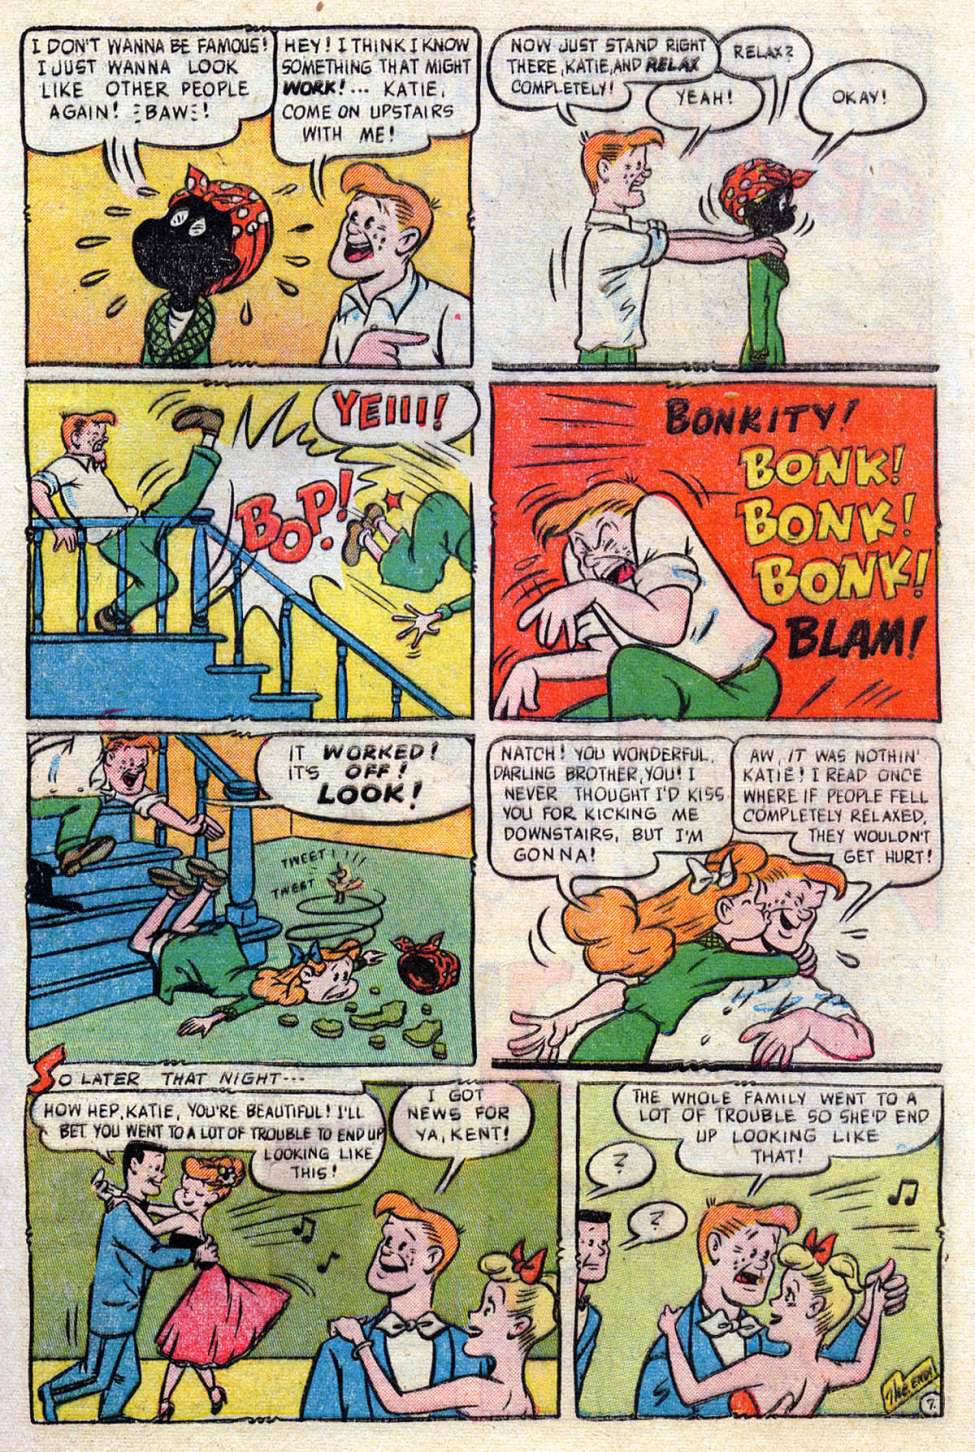 I DON'T WANNA BE FAMOUS!
I JUST WANNA LOOK
LIKE OTHER PEOPLE
AGAIN! BAW!
HEY! I THINK I KNOW
SOMETHING THAT MIGHT
WORK!... KATIE,
COME ON UPSTAIRS
WITH ME!
NOW JUST STAND RIGHT
THERE, KATIE, AND RELAX
COMPLETELY!
RELAX?
YEAH!
OKAY!
BOP!
YEIII!
BONKITY!
BONK!
BONK!
BONK!
BLAM!
IT WORKED!
IT'S OFF!
LOOK!
TWEET!!!!
TWEET
NATCH! YOU WONDERFUL,
DARLING BROTHER, YOU! I
NEVER THOUGHT I'D KISS
YOU FOR KICKING ME
DOWNSTAIRS, BUT I'M
GONNA!
AW, IT WAS NOTHIN'
KATIE! I READ ONCE
WHERE IF PEOPLE FELL
COMPLETELY RELAXED,
THEY WOULDN'T
GET HURT!
SO LATER THAT NIGHT---
HOW HEP, KATIE, YOU'RE BEAUTIFUL! I'LL
BET YOU WENT TO A LOT OF TROUBLE TO END UP
LOOKING LIKE
THIS!
I GOT
NEWS FOR
YA, KENT!
THE WHOLE FAMILY WENT TO A
LOT OF TROUBLE SO SHE'D END
UP LOOKING LIKE
THAT!
?
?
THE END!
7.